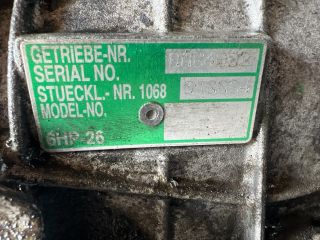 GETRIEBE-NR.
SERIAL NO.
STUECKL.- NR. 1068
MODEL-NO.
6HP-26